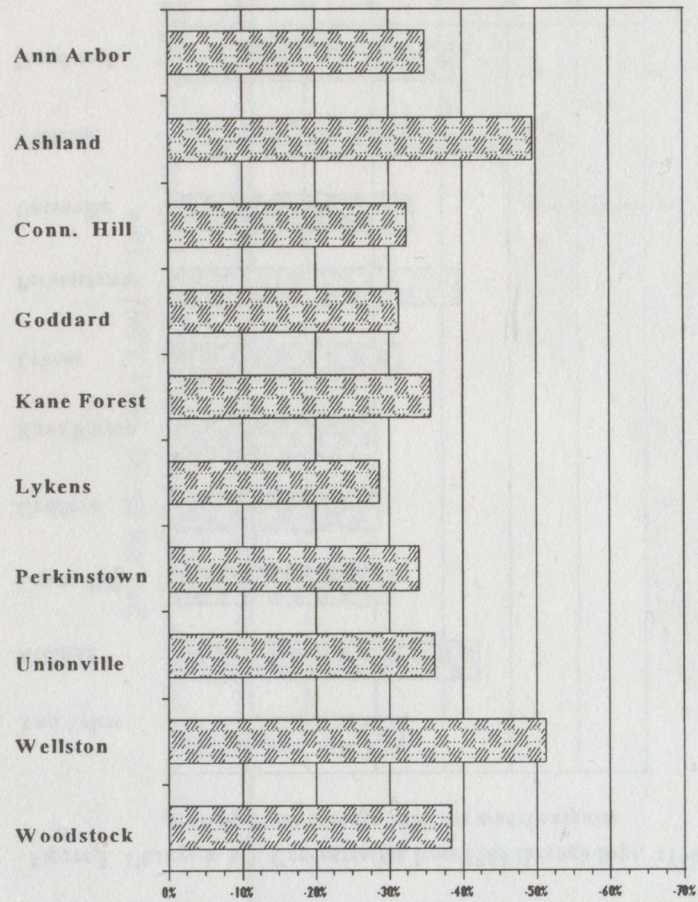 Ann Arbor
Ashland
Conn. Hill
Goddard
Kane Forest
Lykens
Perkinstown
Unionville
Wellston
Woodstock
0% -10% -20% -30% -40% -50% -60% -70%